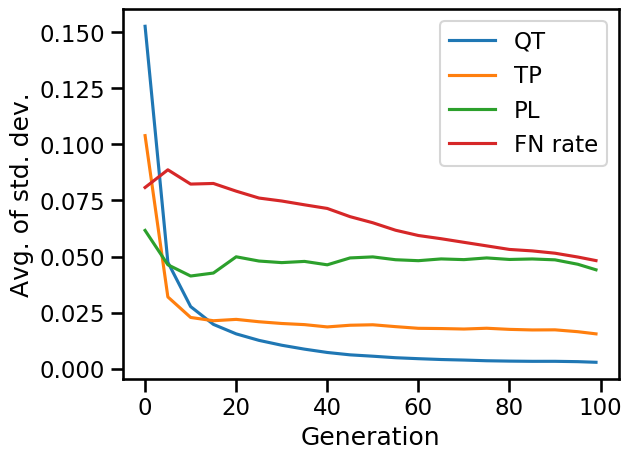 Avg. of std. dev.
0.150
0.125
0.100
0.075
0.050
0.025
0.000
QT
TP
PL
FN rate
0 20 40 60 80 100
Generation